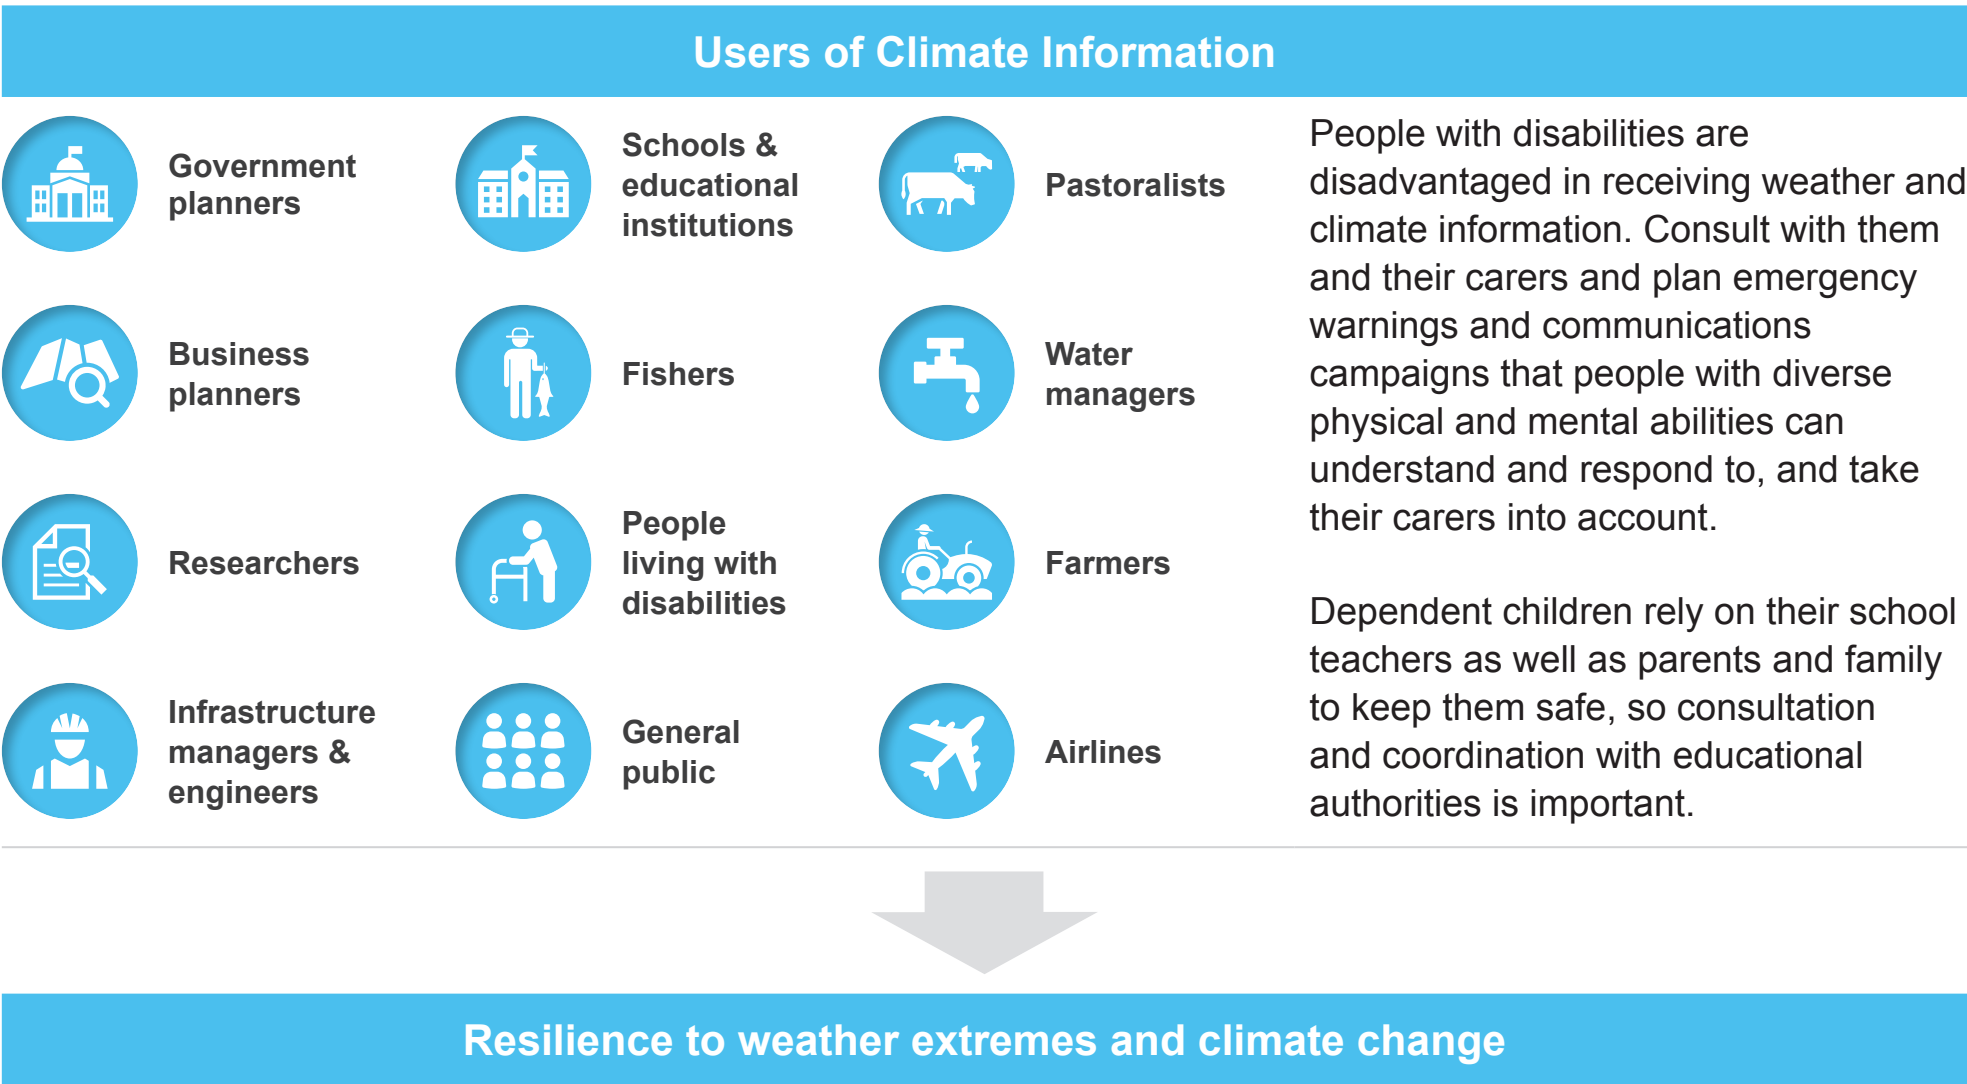 Users of Climate Information
Government
planners
Schools &
educational
institutions
Pastoralists
Business
planners
Fishers
Water
managers
Researchers
People
living with
disabilities
Farmers
Infrastructure
managers &
engineers
General
public
Airlines
People with disabilities are
disadvantaged in receiving weather and
climate information. Consult with them
and their carers and plan emergency
warnings and communications
campaigns that people with diverse
physical and mental abilities can
understand and respond to, and take
their carers into account.
Dependent children rely on their school
teachers as well as parents and family
to keep them safe, so consultation
and coordination with educational
authorities is important.
Resilience to weather extremes and climate change